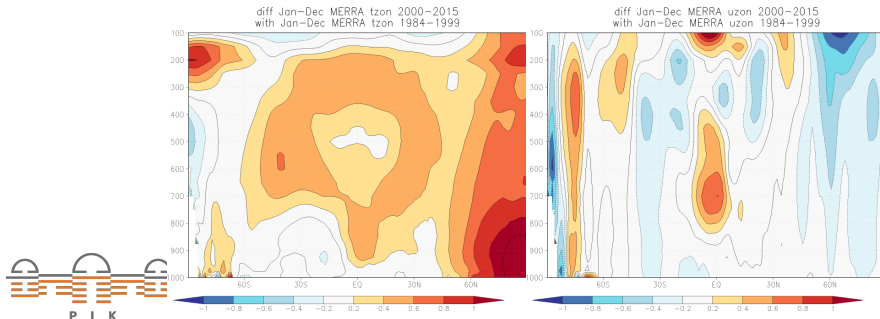 diff Jan-Dec MERRA tzon 2000-2015
with Jan-Dec MERRA tzon 1984-1999
100
200
300
400
500
600
700
800
900
1000
60S
30S
EQ
30N
60N
-1
-0.8
-0.6
-0.4
-0.2
0.2
0.4
0.6
0.8
1
diff Jan-Dec MERRA uzon 2000-2015
with Jan-Dec MERRA uzon 1984-1999
100
200
300
400
500
600
700
800
900
1000
60S
30S
EQ
30N
60N
-1
-0.8
-0.6
-0.4
-0.2
0.2
0.4
0.6
0.8
1
P I K